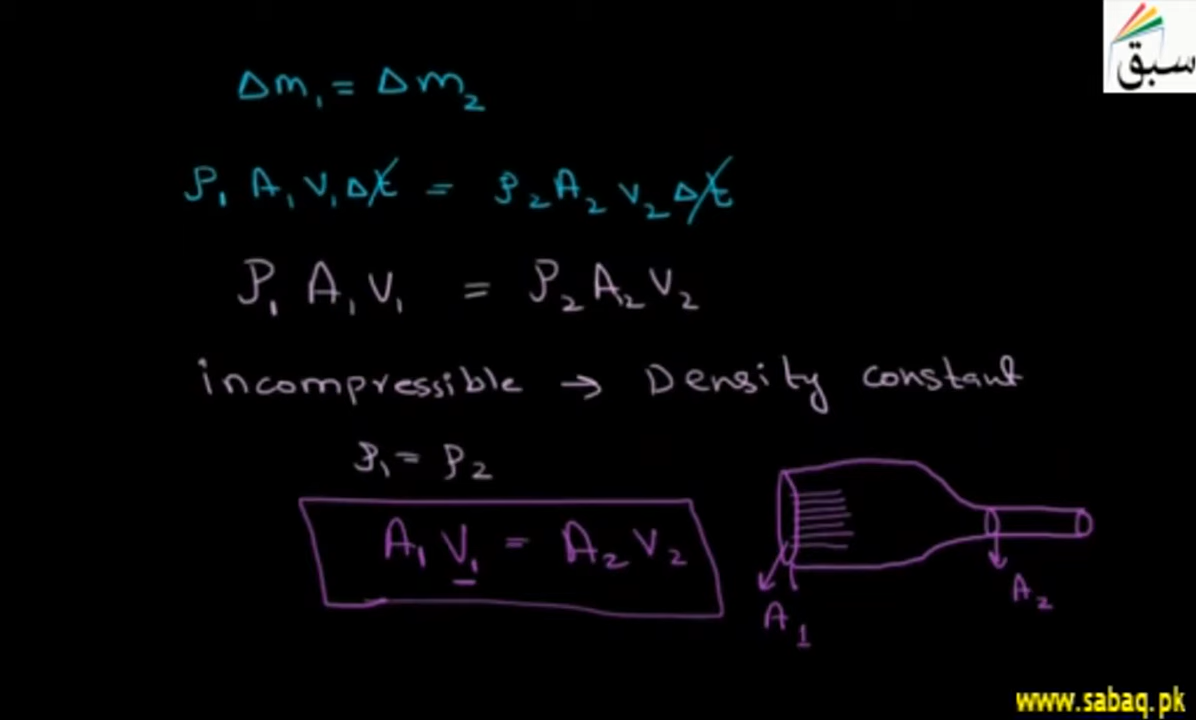 سبق
Δm₁ = Δm₂
ρ₁ A₁ V₁ Δt = ρ₂ A₂ V₂ Δt
ρ₁ A₁ V₁ = ρ₂ A₂ V₂
incompressible → Density constant
ρ₁ = ρ₂
A₁ V₁ = A₂ V₂
A₂
A₁
www.sabaq.pk